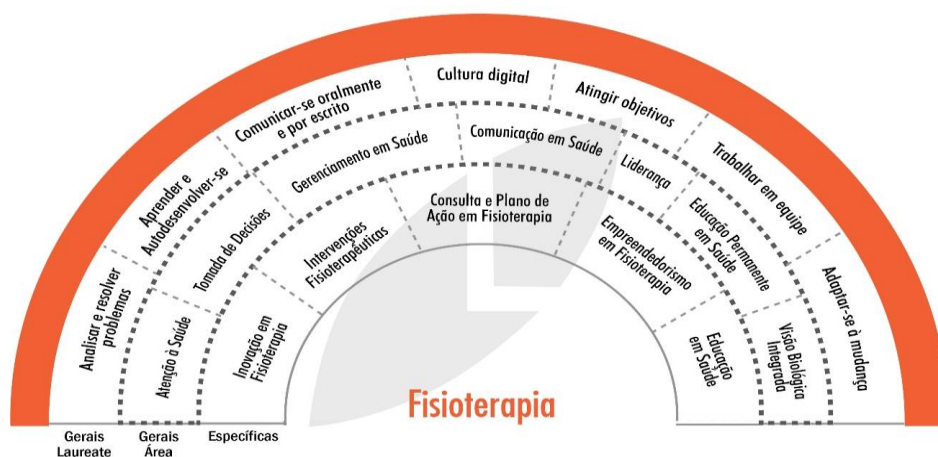 Analisar e resolver
problemas
Aprender e
Autodesenvolver-se
Comunicar-se oralmente
e por escrito
Cultura digital
Atingir objetivos
Trabalhar em equipe
Adaptar-se à mudança
Atenção à Saúde
Tomada de Decisões
Gerenciamento em Saúde
Comunicação em Saúde
Liderança
Educação Permanente
em Saúde
Visão Biológica
Integrada
Inovação em
Fisioterapia
Intervenções
Fisioterapêuticas
Consulta e Plano de
Ação em Fisioterapia
Empreendedorismo
em Fisioterapia
Educação
em Saúde
Fisioterapia
Gerais
Laureate
Gerais
Área
Específicas